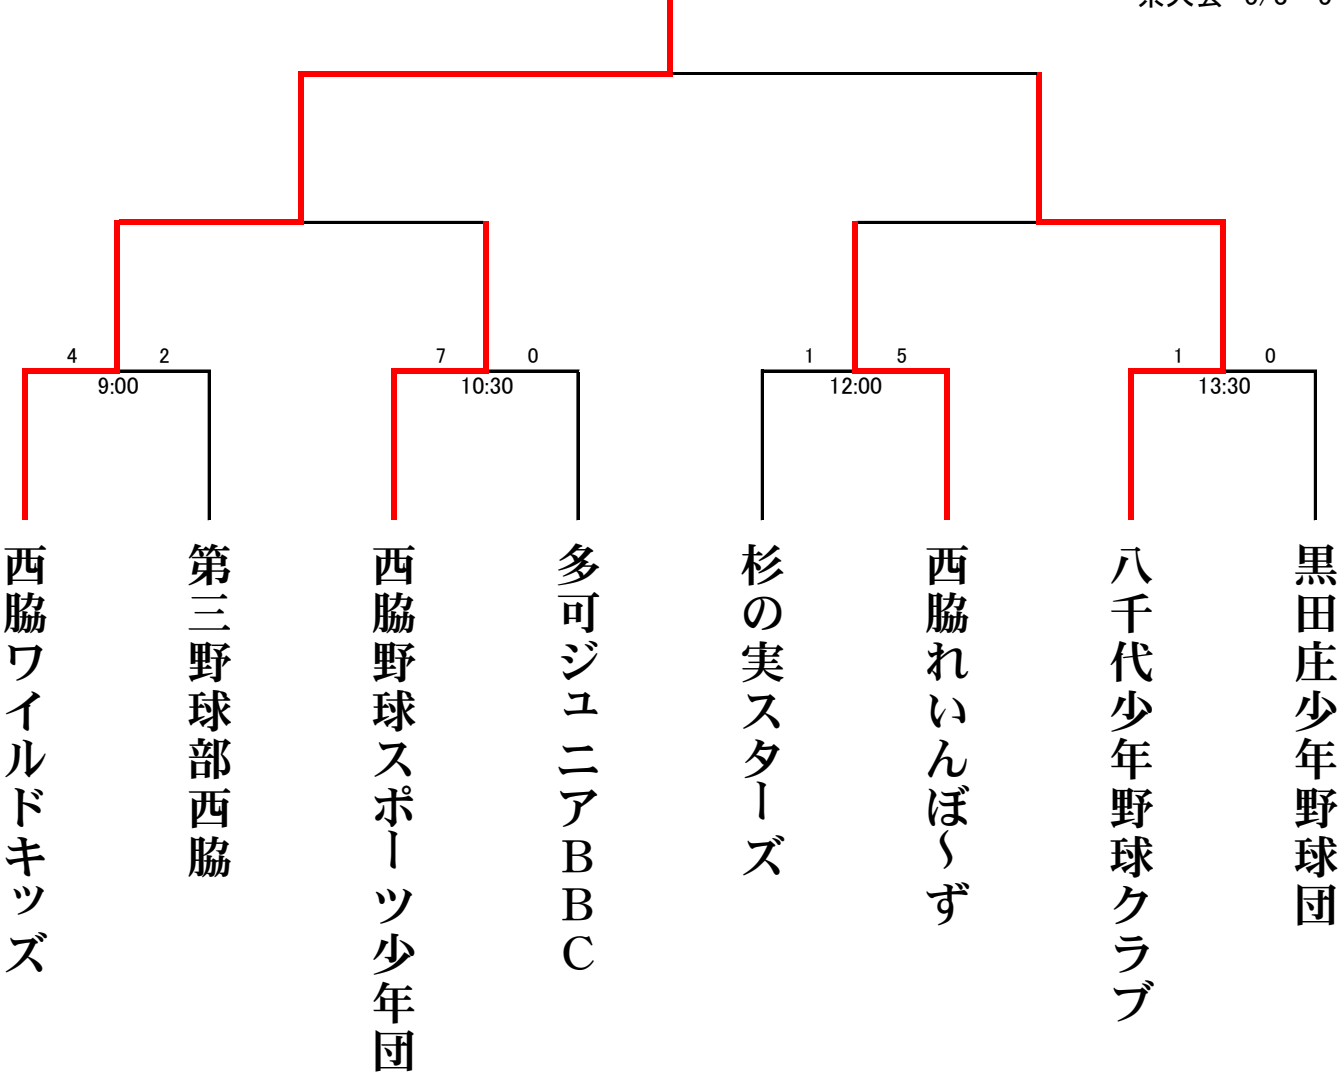 4 2
7 0
1 5
1 0
9:00
10:30
12:00
13:30
西脇ワイルドキッズ
第三野球部西脇
西脇野球スポーツ少年団
多可ジュニアBBC
杉の実スターズ
西脇れいんぼ～ず
八千代少年野球クラブ
黒田庄少年野球団